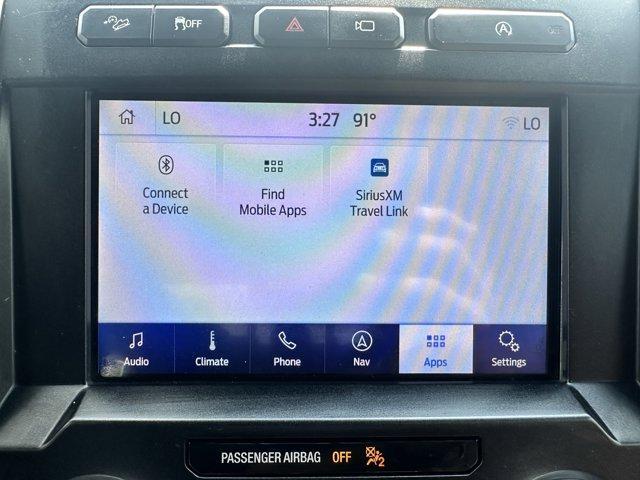 OFF
LO 3:27 91° LO
Connect
a Device
Find
Mobile Apps
SiriusXM
Travel Link
Audio Climate Phone Nav Apps Settings
PASSENGER AIRBAG OFF 2